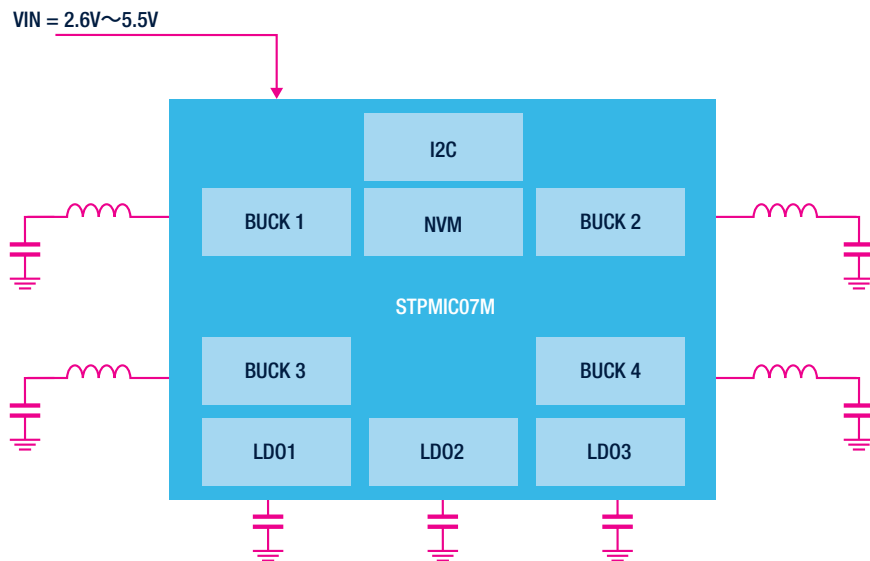 VIN = 2.6V～5.5V
I2C
BUCK 1
NVM
BUCK 2
STPMIC07M
BUCK 3
BUCK 4
LDO1
LDO2
LDO3